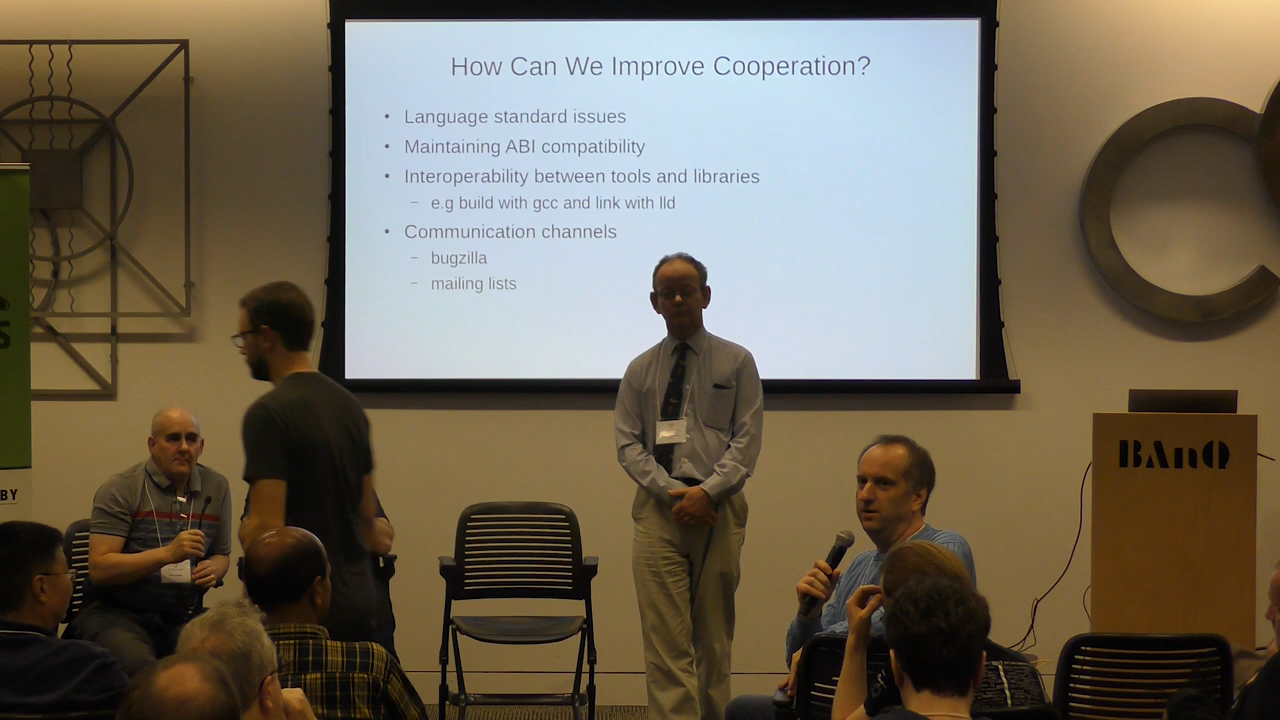 How Can We Improve Cooperation?
• Language standard issues
• Maintaining ABI compatibility
• Interoperability between tools and libraries
– e.g build with gcc and link with lld
• Communication channels
– bugzilla
– mailing lists
S
BY
BAnQ